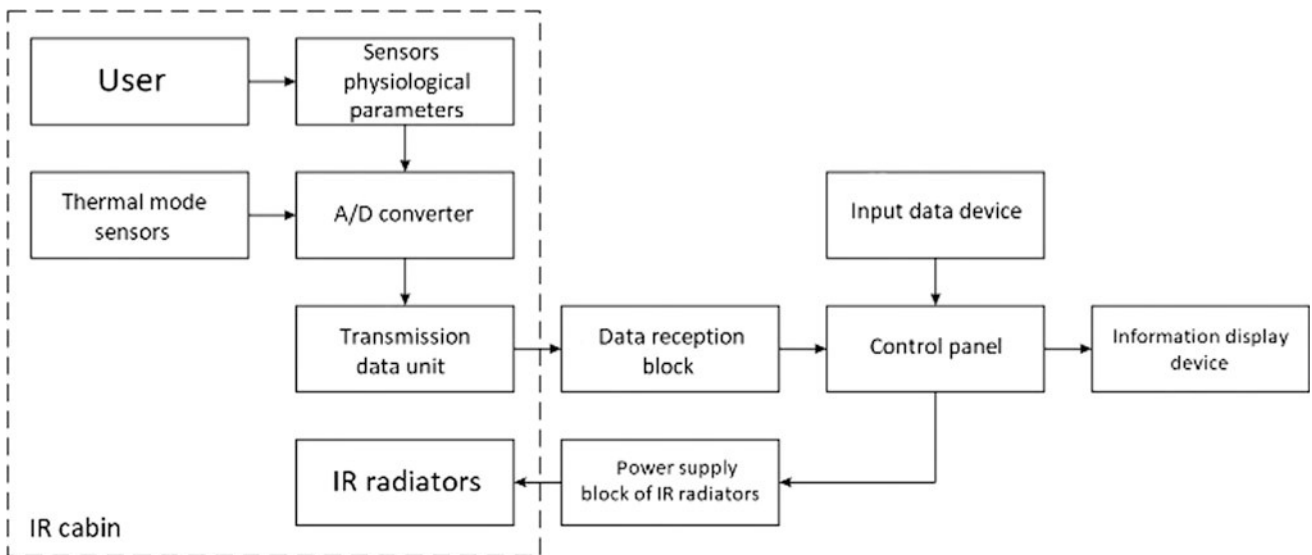 User
Sensors
physiological
parameters
Thermal mode
sensors
A/D converter
Input data device
Transmission
data unit
Data reception
block
Control panel
Information display
device
IR radiators
Power supply
block of IR radiators
IR cabin